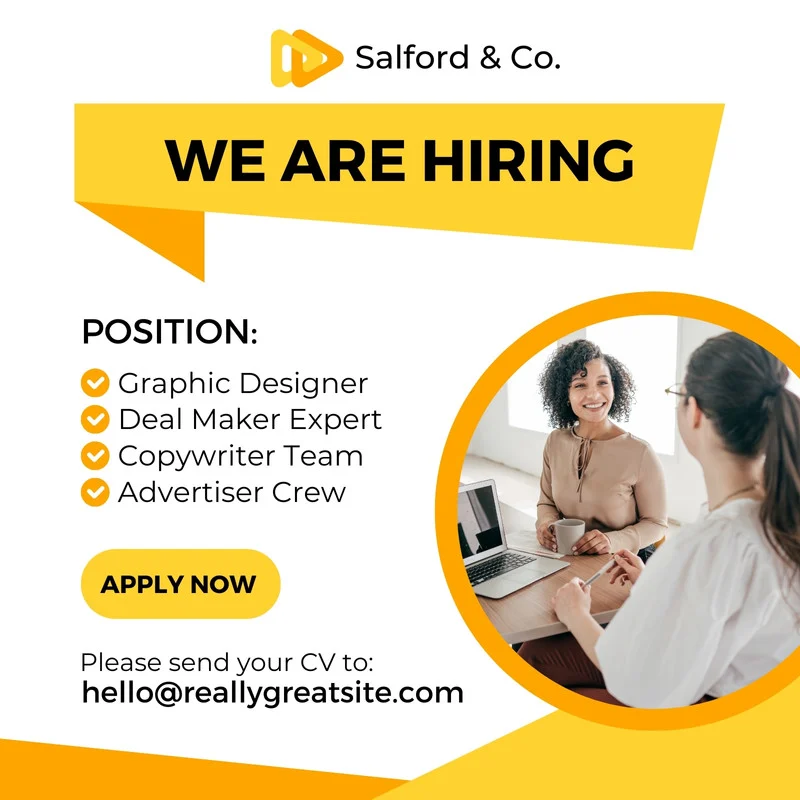 Salford & Co.
WE ARE HIRING
POSITION:
Graphic Designer
Deal Maker Expert
Copywriter Team
Advertiser Crew
APPLY NOW
Please send your CV to:
hello@reallygreatsite.com